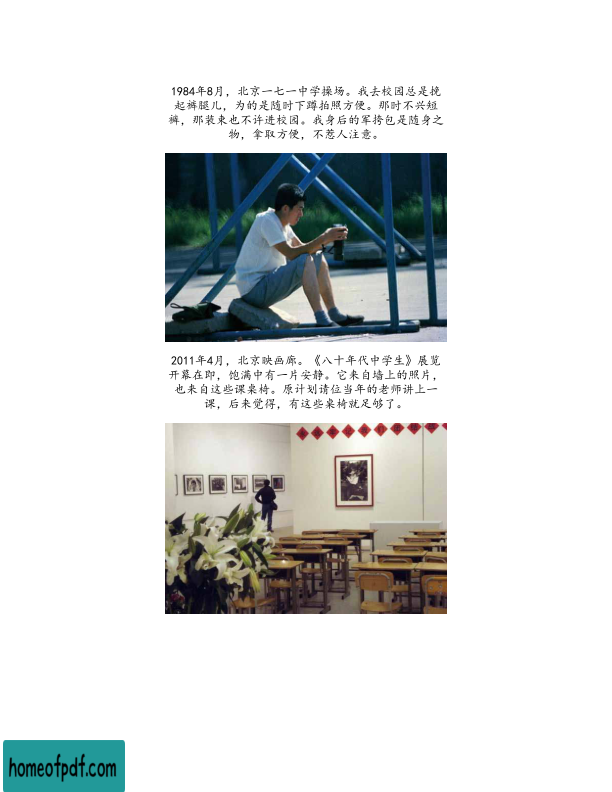 1984年8月，北京一七一中学操场。我去校园总是挽
起裤腿儿，为的是随时下蹲拍照方便。那时不兴短
裤，那装束也不许进校园。我身后的军挎包是随身之
物，拿取方便，不惹人注意。
2011年4月，北京映画廊。《八十年代中学生》展览
开幕在即，饱满中有一片安静。它来自墙上的照片，
也来自这些课桌椅。原计划请位当年的老师讲上一
课，后来觉得，有这些桌椅就足够了。
homeofpdf.com